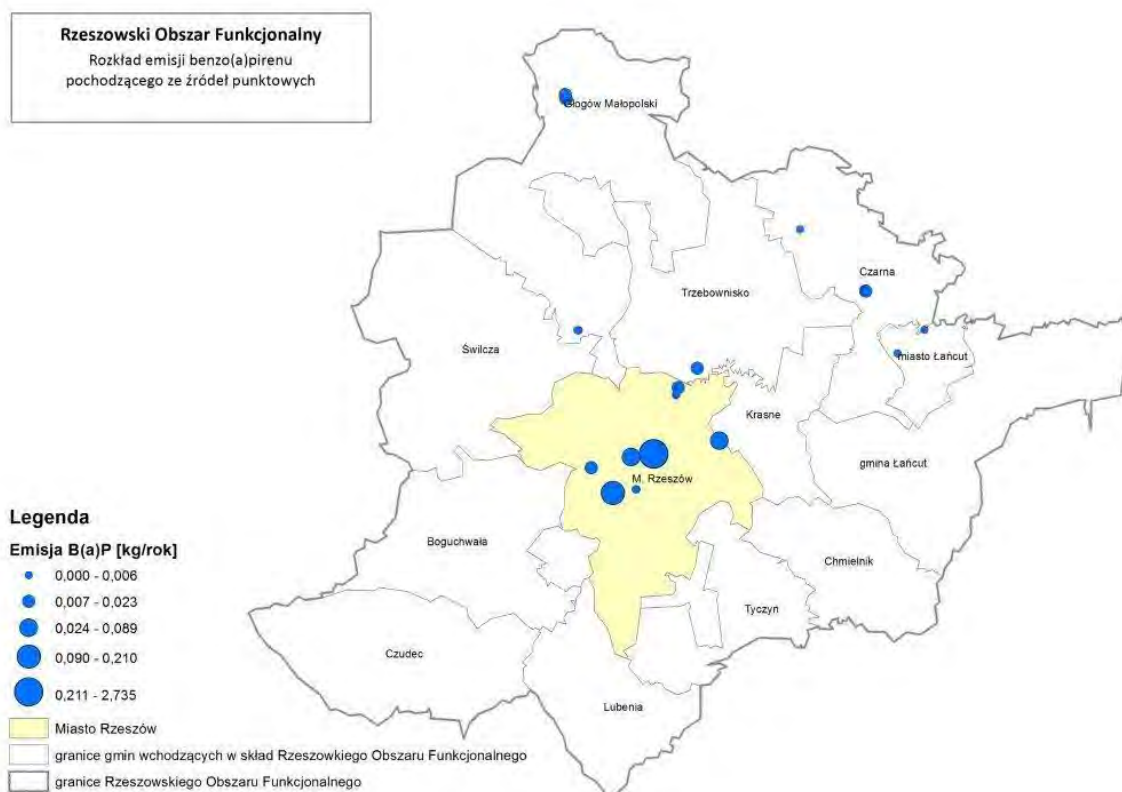 Rzeszowski Obszar Funkcjonalny
Rozkład emisji benzo(a)pirenu
pochodzącego ze źródeł punktowych
Głogów Małopolski
Czarna
Trzebownisko
Świlcza
miasto Łańcut
Krasne
gmina Łańcut
M. Rzeszów
Boguchwała
Chmielnik
Tyczyń
Czudec
Lubenia
Legenda
Emisja B(a)P [kg/rok]
0,000 - 0,006
0,007 - 0,023
0,024 - 0,089
0,090 - 0,210
0,211 - 2,735
Miasto Rzeszów
granice gmin wchodzących w skład Rzeszowkiego Obszaru Funkcjonalnego
granice Rzeszowskiego Obszaru Funkcjonalnego